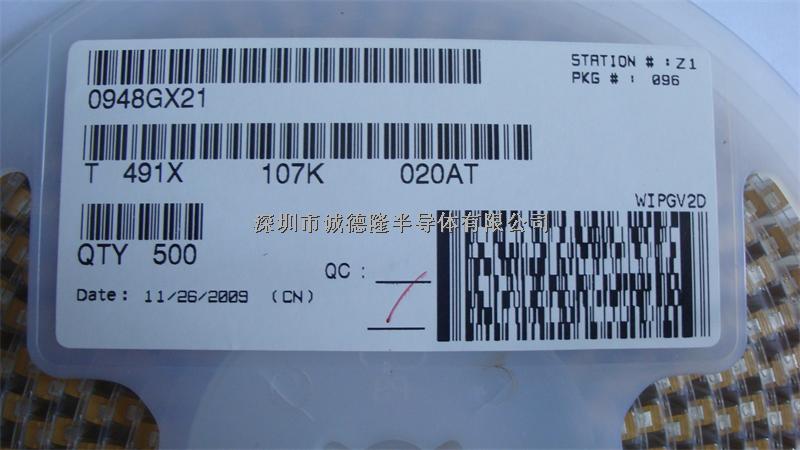 STATION # : Z1
PKG # : 096
0948GX21
T 491X 107K 020AT
WIPGV2D
深圳市诚德隆半导体有限公司
QTY 500
QC :
Date: 11/26/2009 (CN)